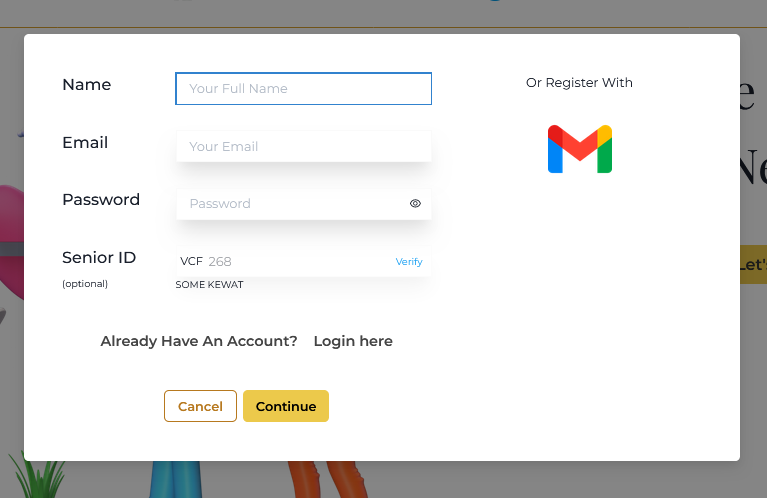 Name
Your Full Name
Or Register With
Email
Your Email
Password
Password
Senior ID
(optional)
VCF 268
Verify
SOME KEWAT
Already Have An Account? Login here
Cancel
Continue
Let's